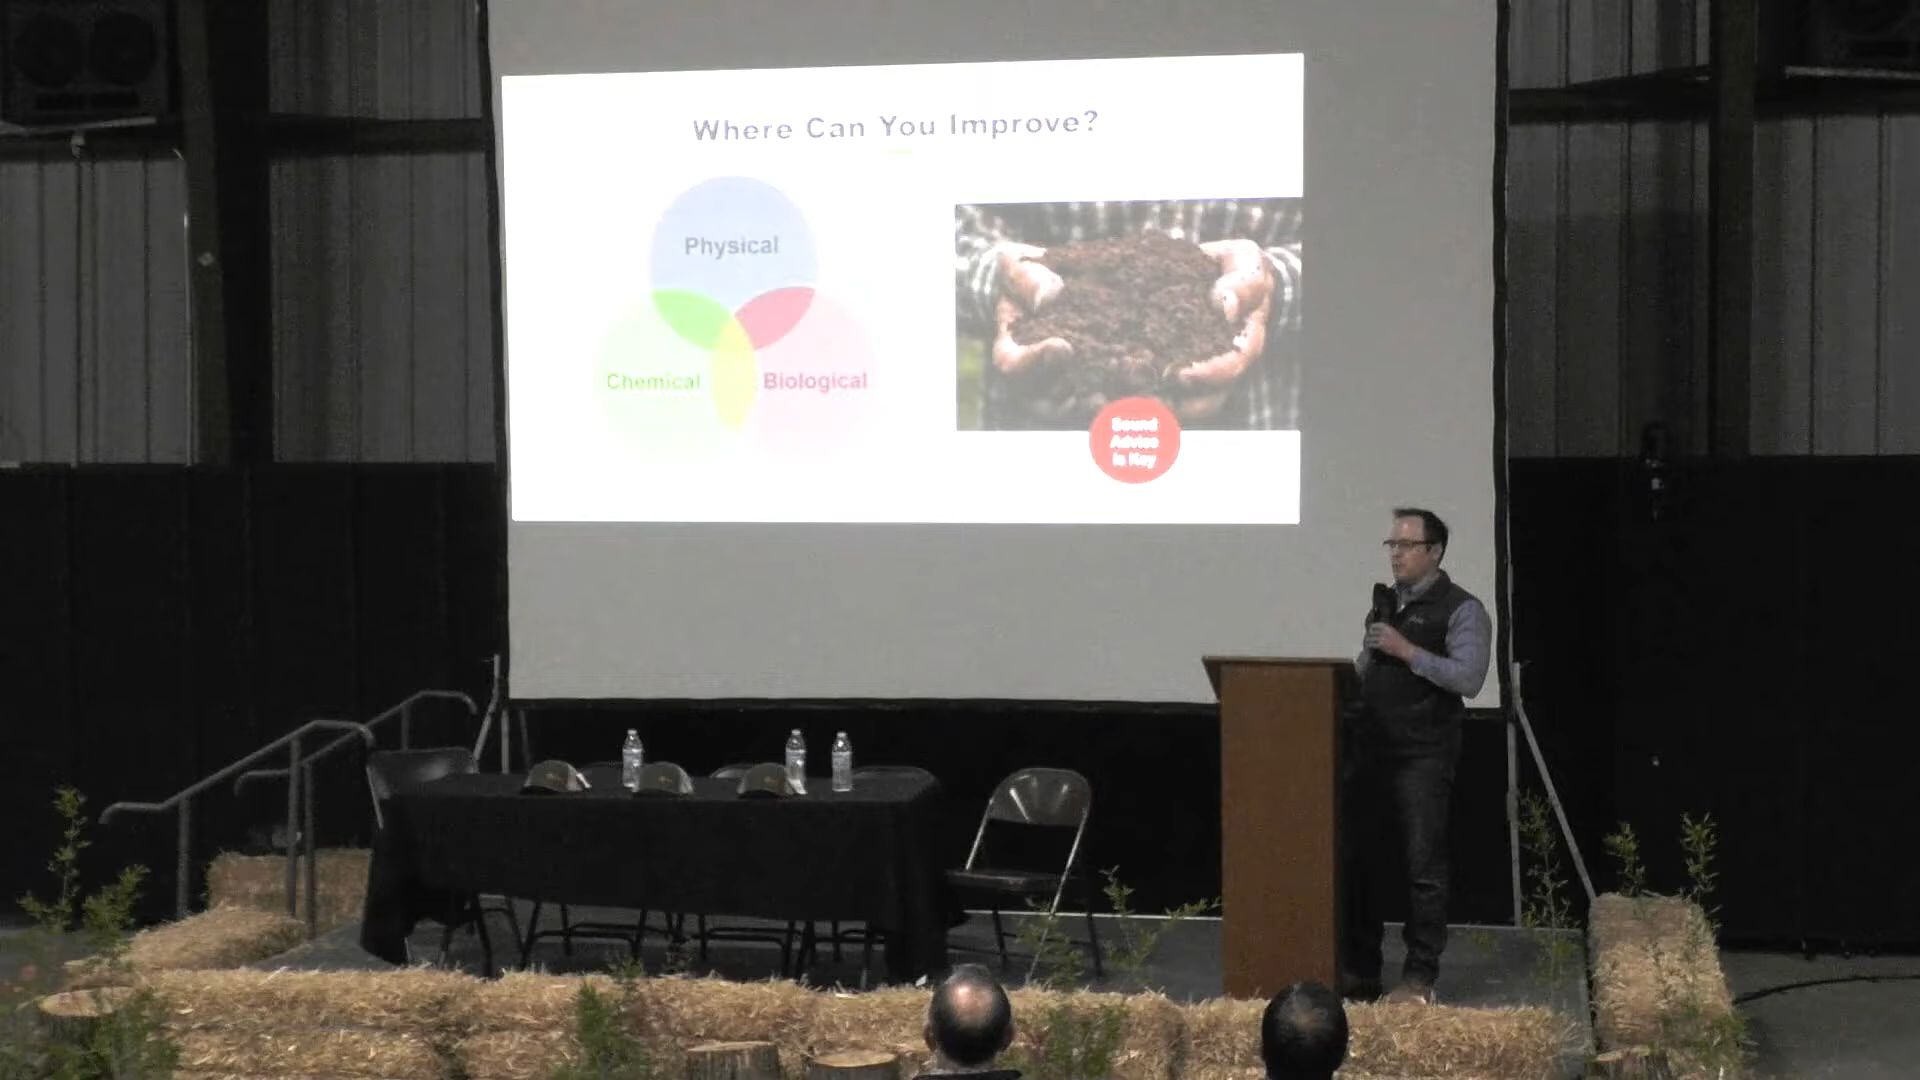 Where Can You Improve?
Physical
Chemical
Biological
Sound
Advice
is Key